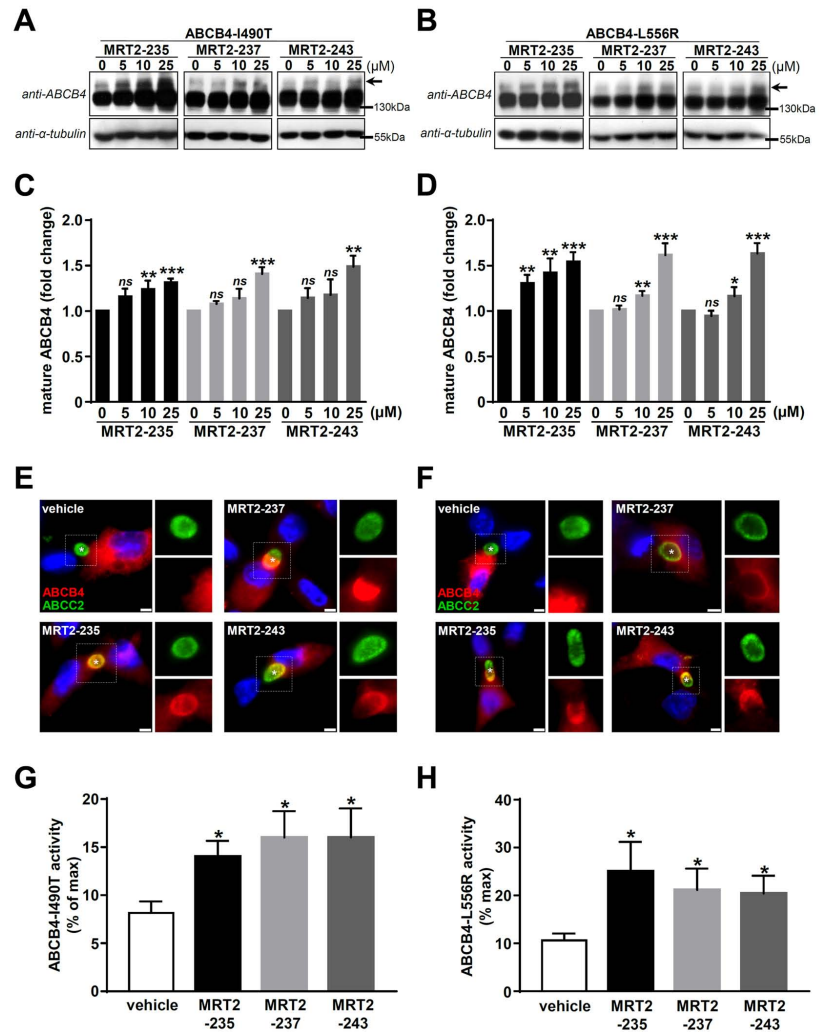 A
ABCB4-I490T
MRT2-235 MRT2-237 MRT2-243
0 5 10 25 0 5 10 25 0 5 10 25 (µM)
anti-ABCB4
130kDa
anti-α-tubulin
55kDa
B
ABCB4-L556R
MRT2-235 MRT2-237 MRT2-243
0 5 10 25 0 5 10 25 0 5 10 25 (µM)
anti-ABCB4
130kDa
anti-α-tubulin
55kDa
C
mature ABCB4 (fold change)
2.0
1.5
1.0
0.5
0
ns ** *** ns ns *** ns ns **
0 5 10 25 0 5 10 25 0 5 10 25 (µM)
MRT2-235 MRT2-237 MRT2-243
D
mature ABCB4 (fold change)
2.0
1.5
1.0
0.5
0
** ** *** ns ** *** ns * ***
0 5 10 25 0 5 10 25 0 5 10 25 (µM)
MRT2-235 MRT2-237 MRT2-243
E
vehicle
*
ABCB4
ABCC2
MRT2-237
*
MRT2-235
*
MRT2-243
*
F
vehicle
*
ABCB4
ABCC2
MRT2-237
*
MRT2-235
*
MRT2-243
*
G
ABCB4-I490T activity
(% of max)
20
15
10
5
0
* * *
vehicle MRT2 MRT2 MRT2
-235 -237 -243
H
ABCB4-L556R activity
(% max)
40
30
20
10
0
* * *
vehicle MRT2 MRT2 MRT2
-235 -237 -243